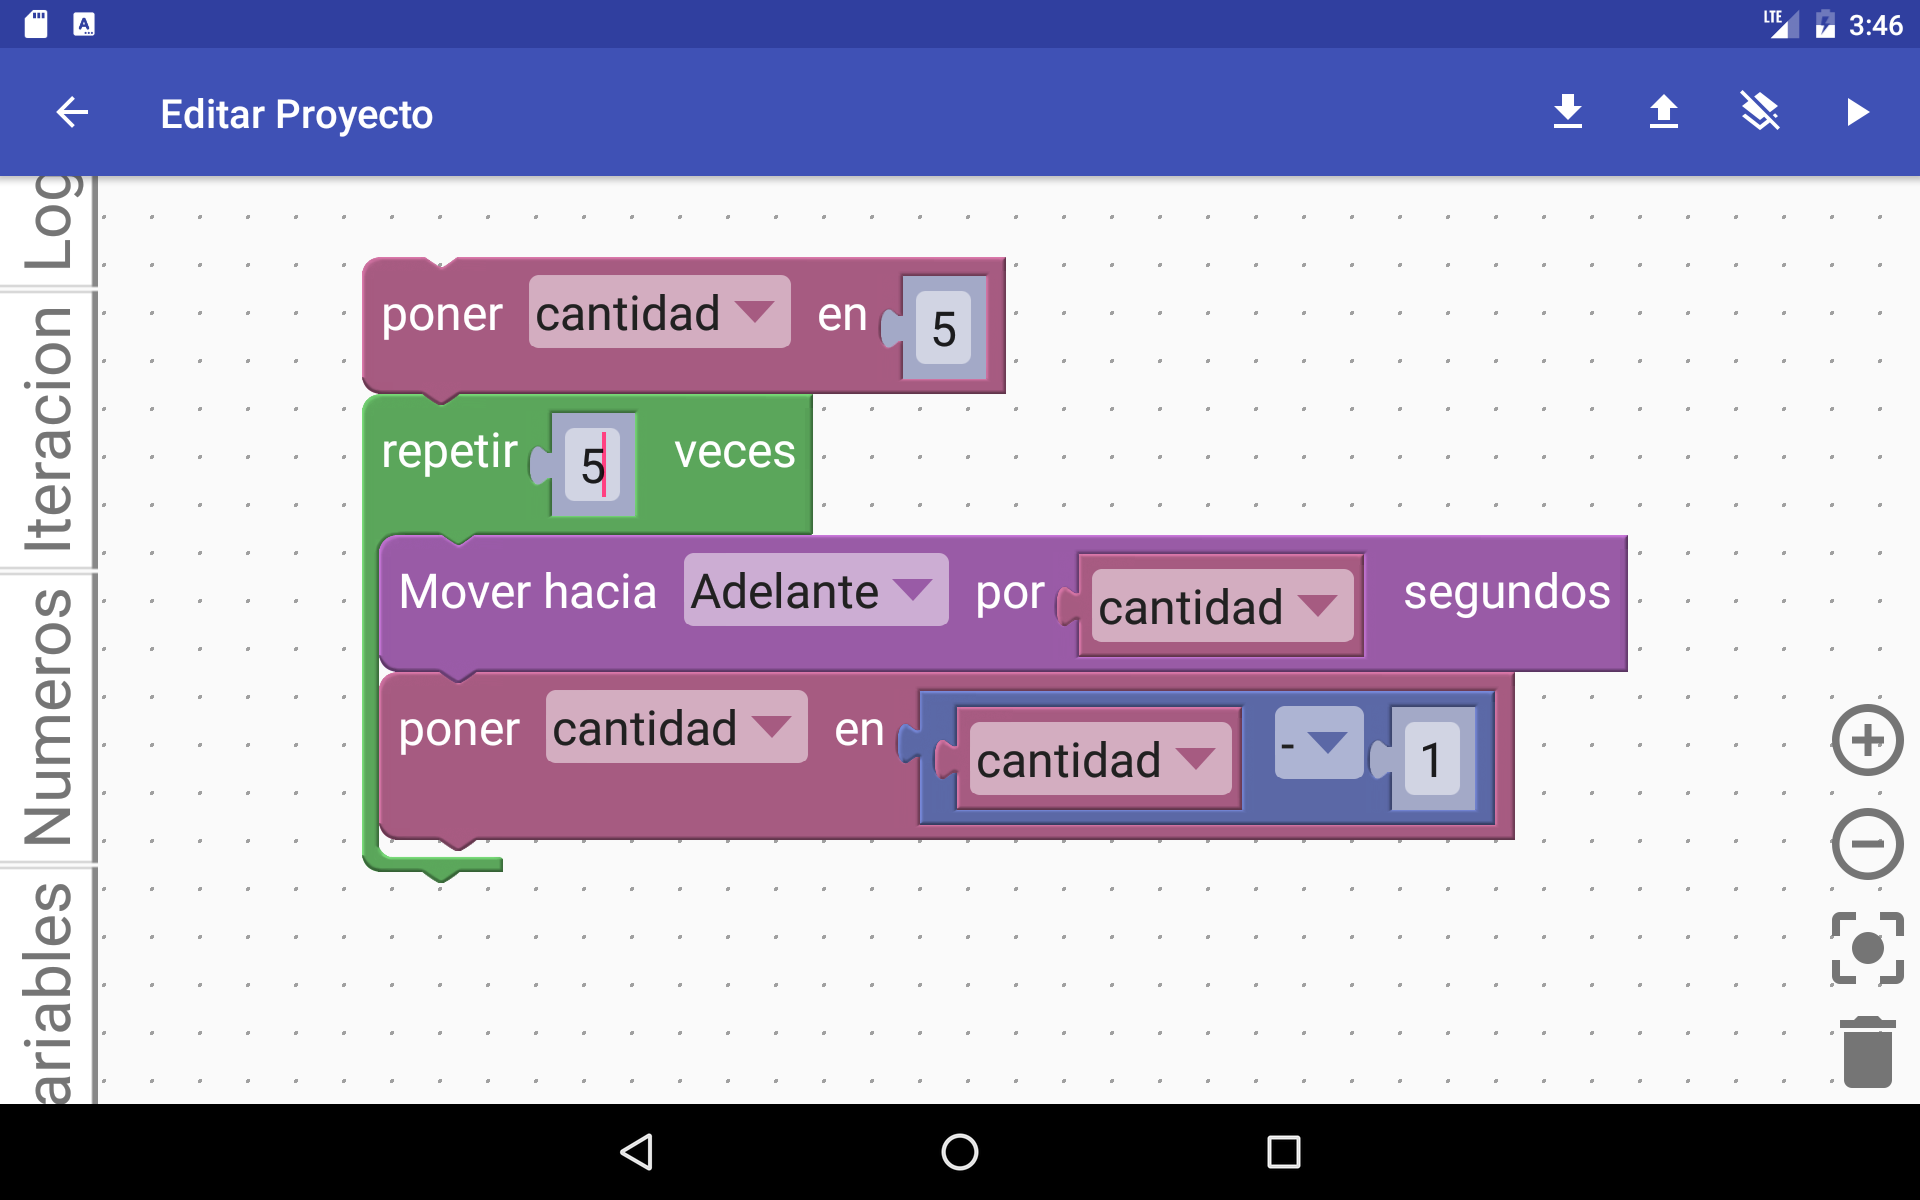 LTE 3:46
Editar Proyecto
Log
Iteracion
Numeros
ariables
poner cantidad en 5
repetir 5 veces
Mover hacia Adelante por cantidad segundos
poner cantidad en cantidad - 1